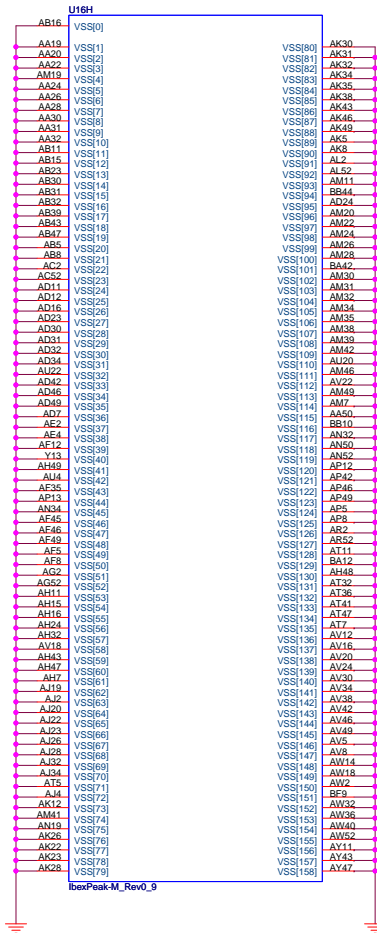 U16H
AB16 VSS[0]
AA19 VSS[1] VSS[80] AK30
AA20 VSS[2] VSS[81] AK31
AA22 VSS[3] VSS[82] AK32
AM19 VSS[4] VSS[83] AK34
AA24 VSS[5] VSS[84] AK35
AA26 VSS[6] VSS[85] AK38
AA28 VSS[7] VSS[86] AK43
AA30 VSS[8] VSS[87] AK46
AA31 VSS[9] VSS[88] AK49
AA32 VSS[10] VSS[89] AK5
AB11 VSS[11] VSS[90] AK8
AB15 VSS[12] VSS[91] AL2
AB23 VSS[13] VSS[92] AL52
AB30 VSS[14] VSS[93] AM11
AB31 VSS[15] VSS[94] BB44
AB32 VSS[16] VSS[95] AD24
AB39 VSS[17] VSS[96] AM20
AB43 VSS[18] VSS[97] AM22
AB47 VSS[19] VSS[98] AM24
AB5 VSS[20] VSS[99] AM26
AB8 VSS[21] VSS[100] AM28
AC2 VSS[22] VSS[101] BA42
AC52 VSS[23] VSS[102] AM30
AD11 VSS[24] VSS[103] AM31
AD12 VSS[25] VSS[104] AM32
AD16 VSS[26] VSS[105] AM34
AD23 VSS[27] VSS[106] AM35
AD30 VSS[28] VSS[107] AM38
AD31 VSS[29] VSS[108] AM39
AD32 VSS[30] VSS[109] AM42
AD34 VSS[31] VSS[110] AU20
AU22 VSS[32] VSS[111] AM46
AD42 VSS[33] VSS[112] AV22
AD46 VSS[34] VSS[113] AM49
AD49 VSS[35] VSS[114] AM7
AD7 VSS[36] VSS[115] AA50
AE2 VSS[37] VSS[116] BB10
AE4 VSS[38] VSS[117] AN32
AF12 VSS[39] VSS[118] AN50
Y13 VSS[40] VSS[119] AN52
AH49 VSS[41] VSS[120] AP12
AU4 VSS[42] VSS[121] AP42
AF35 VSS[43] VSS[122] AP46
AP13 VSS[44] VSS[123] AP49
AN34 VSS[45] VSS[124] AP5
AF45 VSS[46] VSS[125] AP8
AF46 VSS[47] VSS[126] AR2
AF49 VSS[48] VSS[127] AR52
AF5 VSS[49] VSS[128] AT11
AF8 VSS[50] VSS[129] BA12
AG2 VSS[51] VSS[130] AH48
AG52 VSS[52] VSS[131] AT32
AH11 VSS[53] VSS[132] AT36
AH15 VSS[54] VSS[133] AT41
AH16 VSS[55] VSS[134] AT47
AH24 VSS[56] VSS[135] AT7
AH32 VSS[57] VSS[136] AV12
AV18 VSS[58] VSS[137] AV16
AH43 VSS[59] VSS[138] AV20
AH47 VSS[60] VSS[139] AV24
AH7 VSS[61] VSS[140] AV30
AJ19 VSS[62] VSS[141] AV34
AJ2 VSS[63] VSS[142] AV38
AJ20 VSS[64] VSS[143] AV42
AJ22 VSS[65] VSS[144] AV46
AJ23 VSS[66] VSS[145] AV49
AJ26 VSS[67] VSS[146] AV5
AJ28 VSS[68] VSS[147] AV8
AJ32 VSS[69] VSS[148] AW14
AJ34 VSS[70] VSS[149] AW18
AT5 VSS[71] VSS[150] AW2
AJ4 VSS[72] VSS[151] BF9
AK12 VSS[73] VSS[152] AW32
AM41 VSS[74] VSS[153] AW36
AN19 VSS[75] VSS[154] AW40
AK26 VSS[76] VSS[155] AW52
AK22 VSS[77] VSS[156] AY11
AK23 VSS[78] VSS[157] AY43
AK28 VSS[79] VSS[158] AY47
IbexPeak-M_Rev0_9